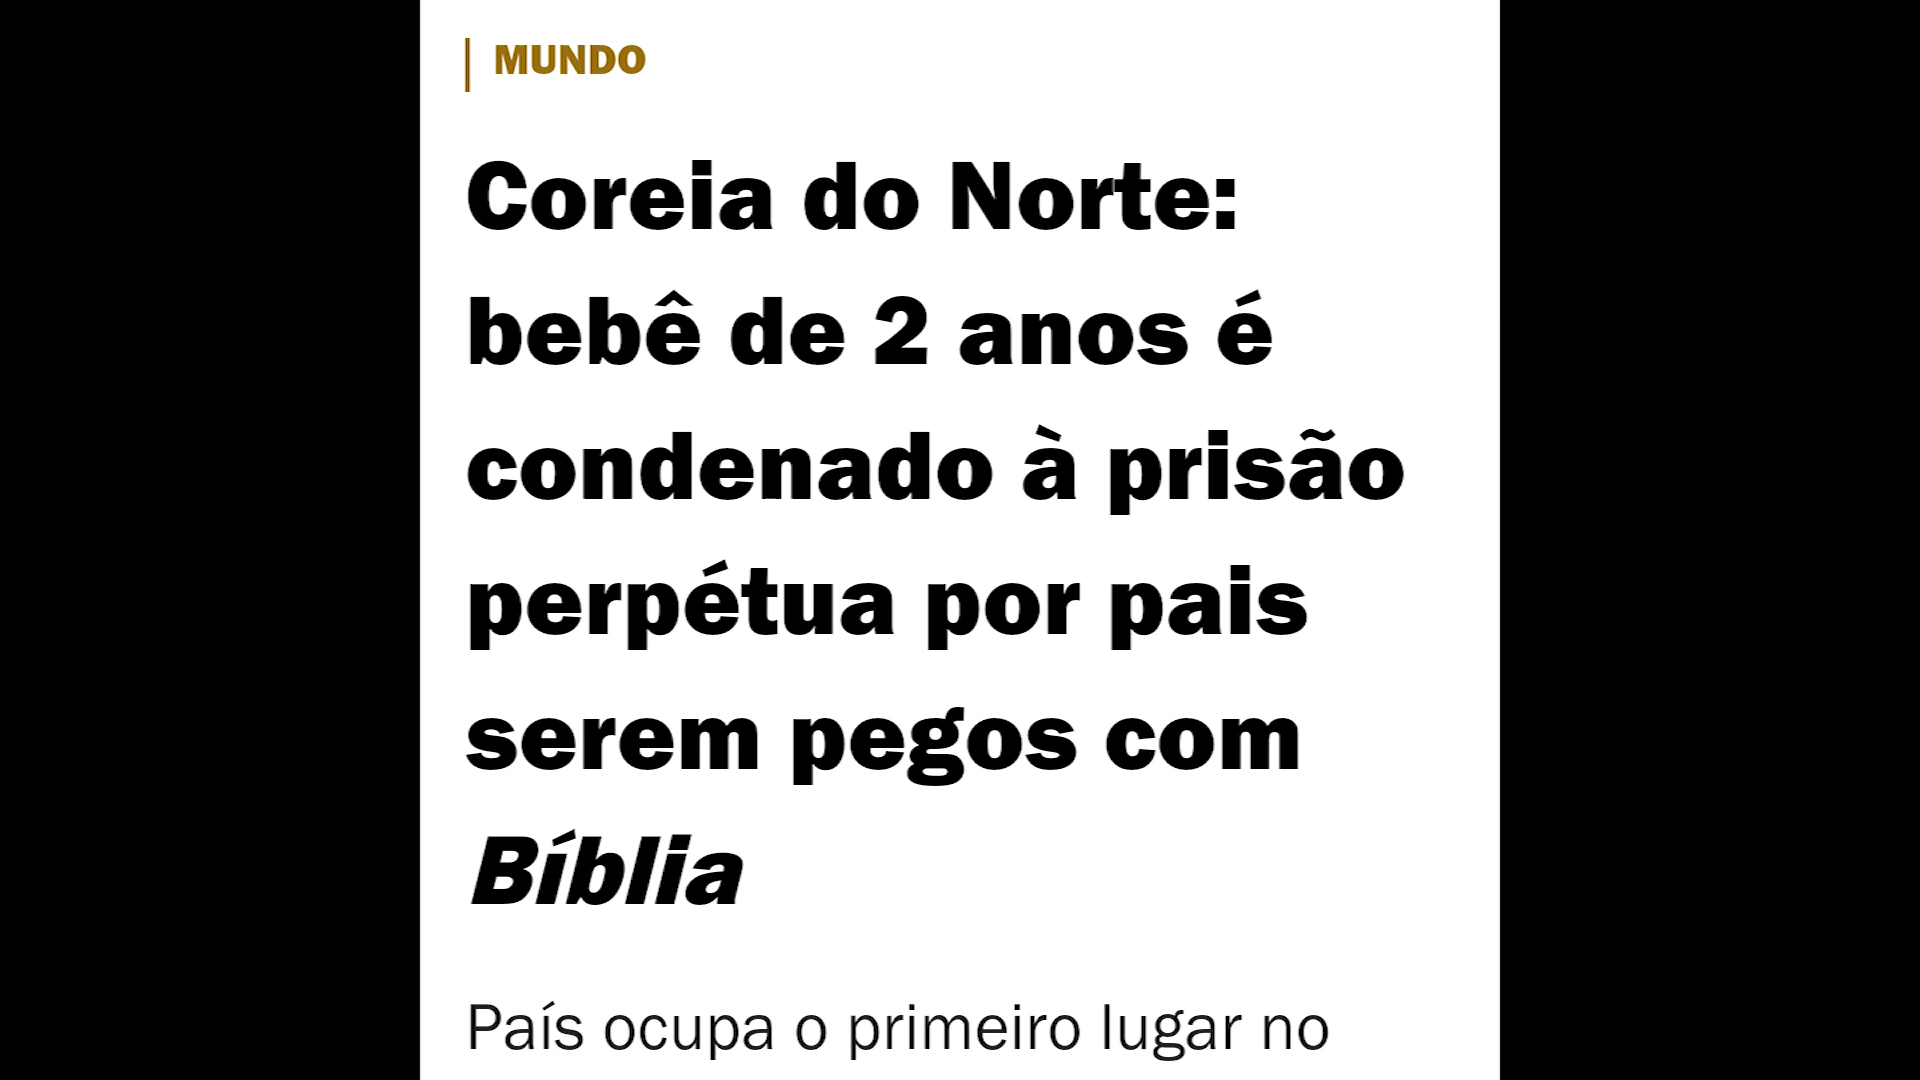 MUNDO
Coreia do Norte:
bebê de 2 anos é
condenado à prisão
perpétua por pais
serem pegos com
Bíblia
País ocupa o primeiro lugar no